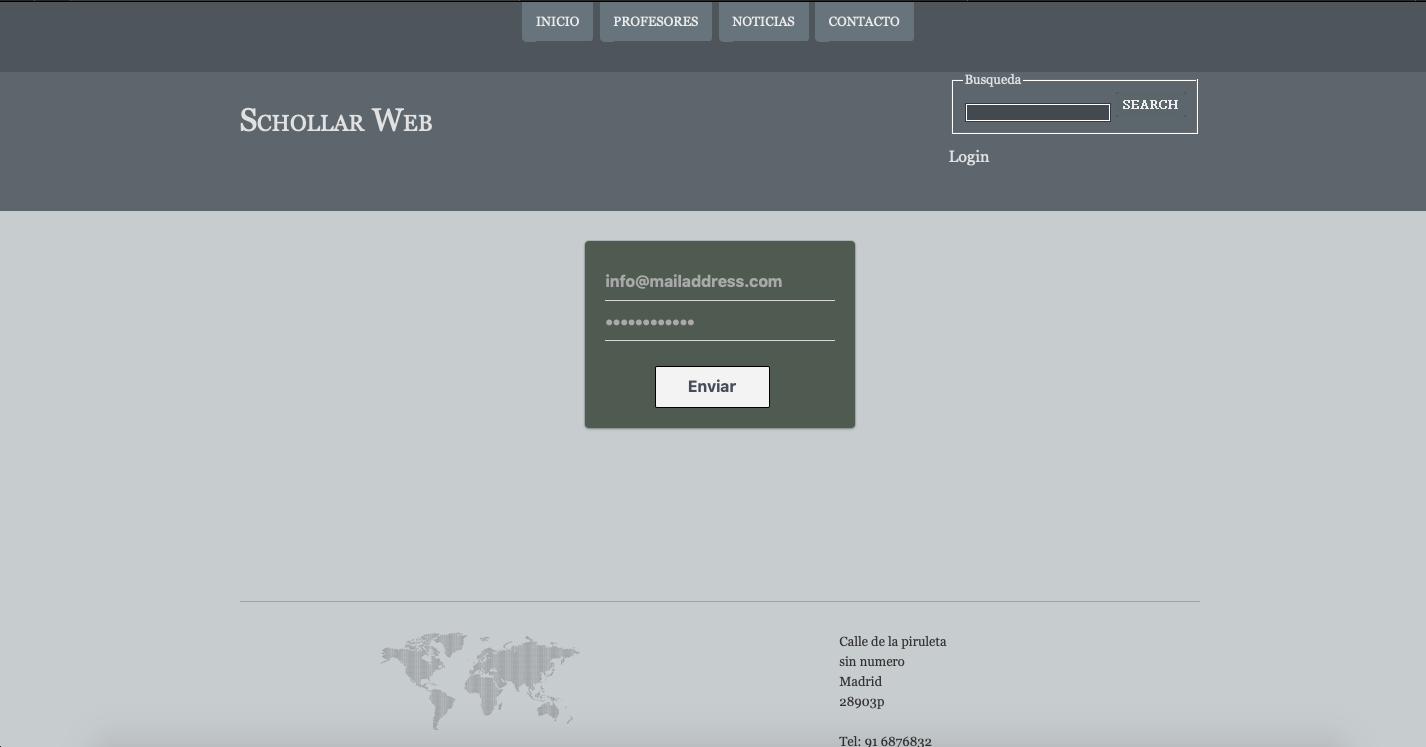 INICIO PROFESORES NOTICIAS CONTACTO
Busqueda
SEARCH
Schollar Web
Login
info@mailaddress.com
••••••••••••
Enviar
Calle de la piruleta
sin numero
Madrid
28903p
Tel: 91 6876832